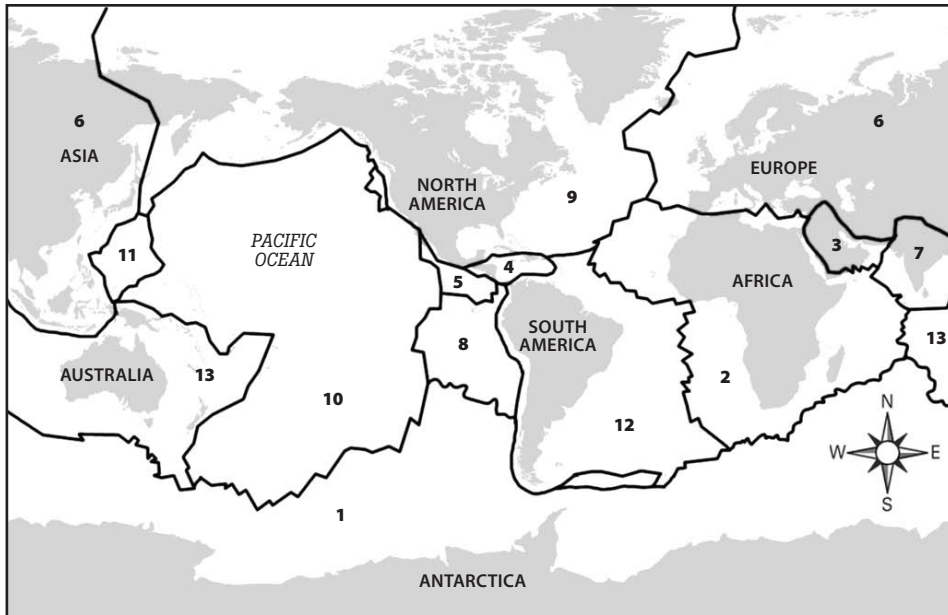 6
ASIA
6
EUROPE
NORTH
AMERICA
9
PACIFIC
OCEAN
11
3
7
4
5
AFRICA
SOUTH
AMERICA
8
13
AUSTRALIA
13
2
10
12
N
W
E
S
1
ANTARCTICA